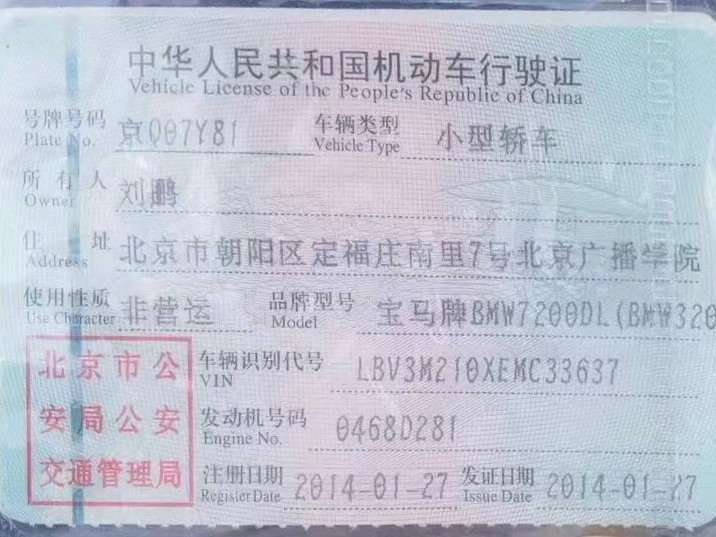 中华人民共和国机动车行驶证
Vehicle License of the People's Republic of China
号牌号码 京Q07Y81 车辆类型 小型轿车
Plate No. Vehicle Type
所有人 刘鹏
Owner
住址 北京市朝阳区定福庄南里7号北京广播学院
Address
使用性质 非营运 品牌型号 宝马牌BMW7200DL(BMW320
Use Character Model
北京市公 车辆识别代号 LBV3M210XEMC33637
VIN
安局公安 发动机号码 0468D281
Engine No.
交通管理局 注册日期 2014-01-27 发证日期 2014-01-27
Register Date Issue Date